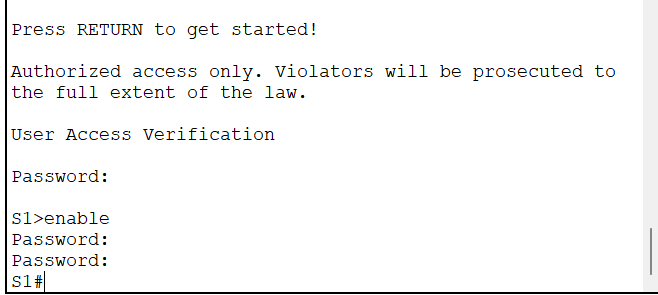 Press RETURN to get started!
Authorized access only. Violators will be prosecuted to
the full extent of the law.
User Access Verification
Password:
S1>enable
Password:
Password:
S1#